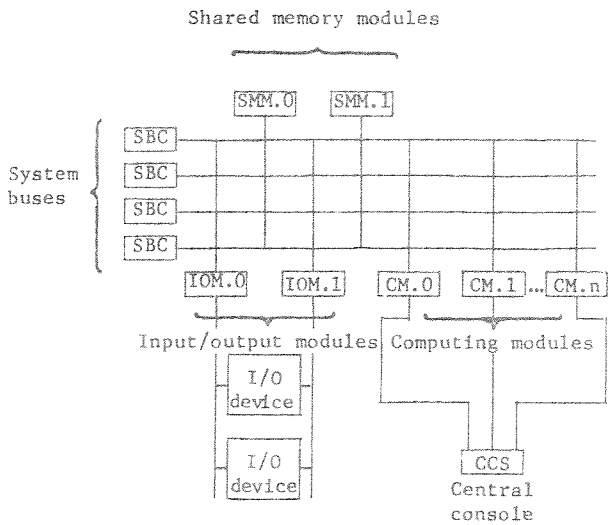 Shared memory modules
SMM.0 SMM.1
SBC
SBC
System
buses
SBC
SBC
IOM.0 IOM.1 CM.0 CM.1 ... CM.n
Input/output modules Computing modules
I/O
device
I/O
device
CCS
Central
console